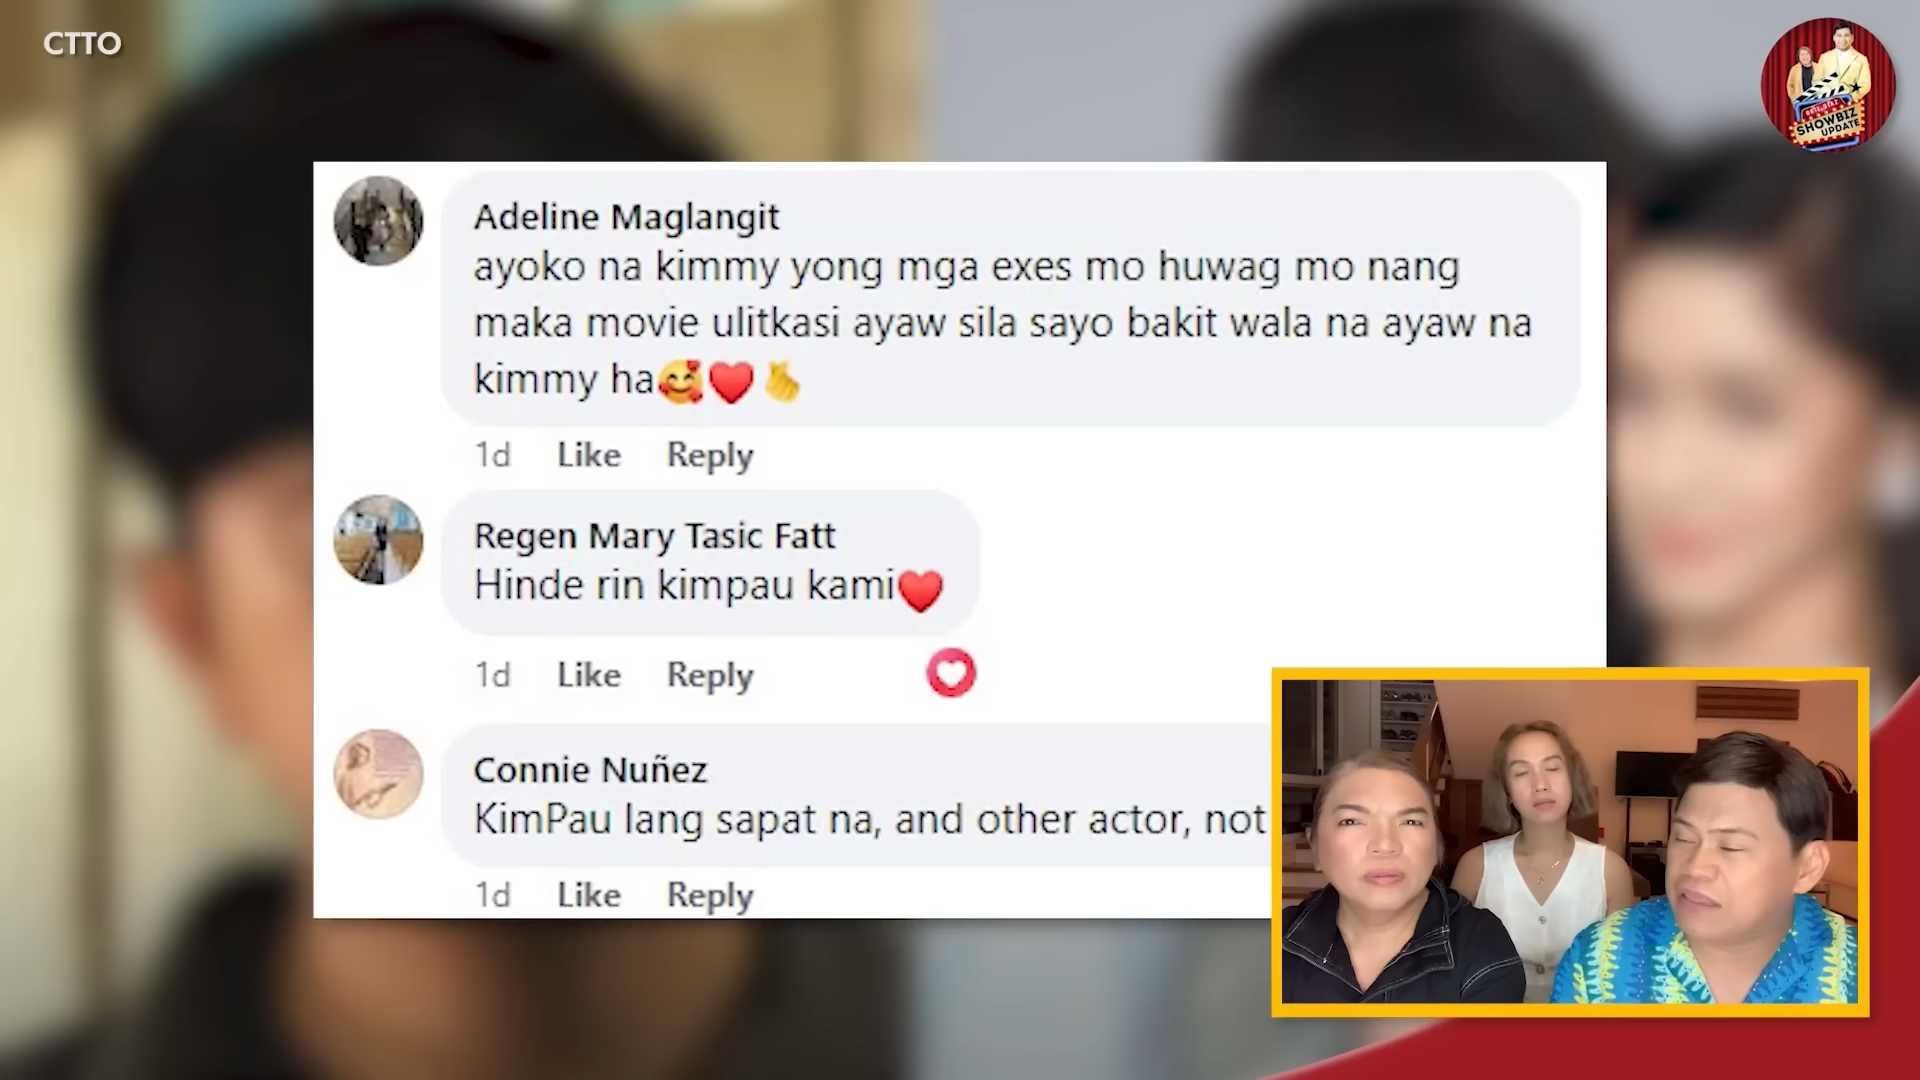 CTTO
SHOWBIZ
UPDATE
Adeline Maglangit
ayoko na kimmy yong mga exes mo huwag mo nang
maka movie ulitkasi ayaw sila sayo bakit wala na ayaw na
kimmy ha🥰❤️🫰
1d Like Reply
Regen Mary Tasic Fatt
Hinde rin kimpau kami❤️
1d Like Reply
Connie Nuñez
KimPau lang sapat na, and other actor, not
1d Like Reply